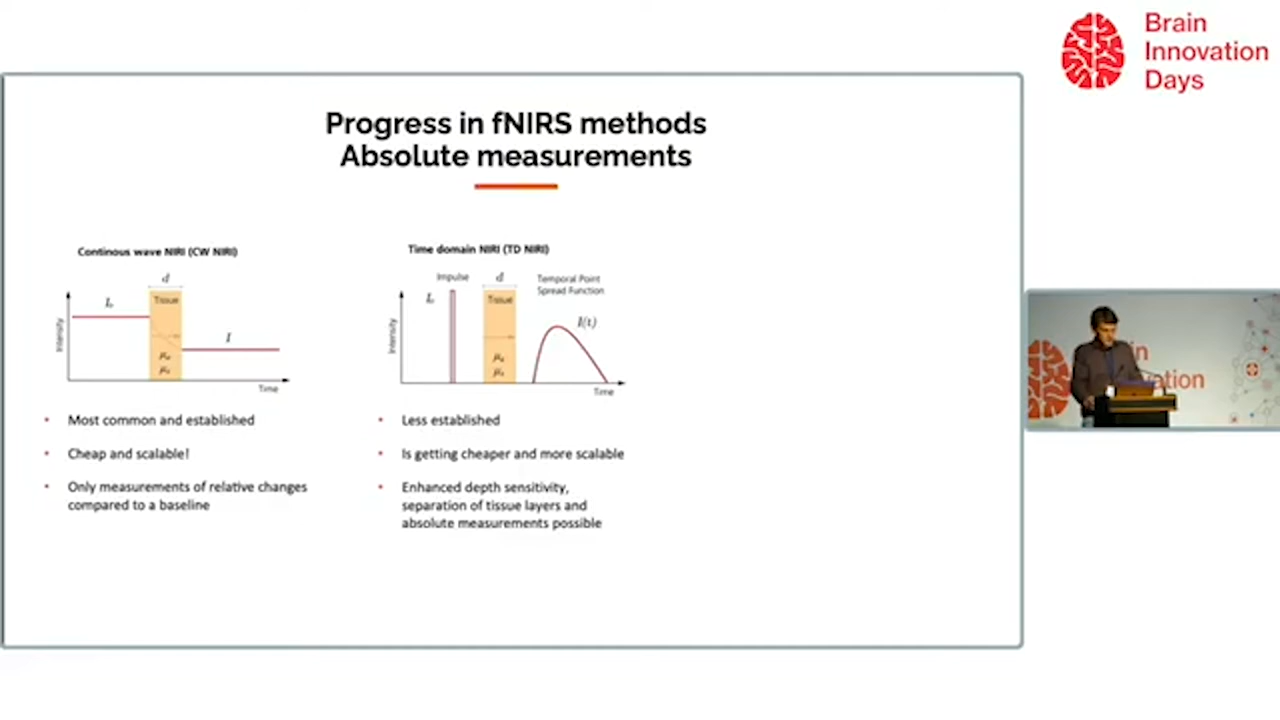 Brain
Innovation
Days
Progress in fNIRS methods
Absolute measurements
Continous wave NIRI (CW NIRI)
d
Intensity
I₀
Tissue
μₐ
μₛ
I
Time
• Most common and established
• Cheap and scalable!
• Only measurements of relative changes
compared to a baseline
Time domain NIRI (TD NIRI)
Impulse
d
Temporal Point
Spread Function
Intensity
I₀
Tissue
μₐ
μₛ
I(t)
Time
• Less established
• Is getting cheaper and more scalable
• Enhanced depth sensitivity,
separation of tissue layers and
absolute measurements possible
in
Innovation